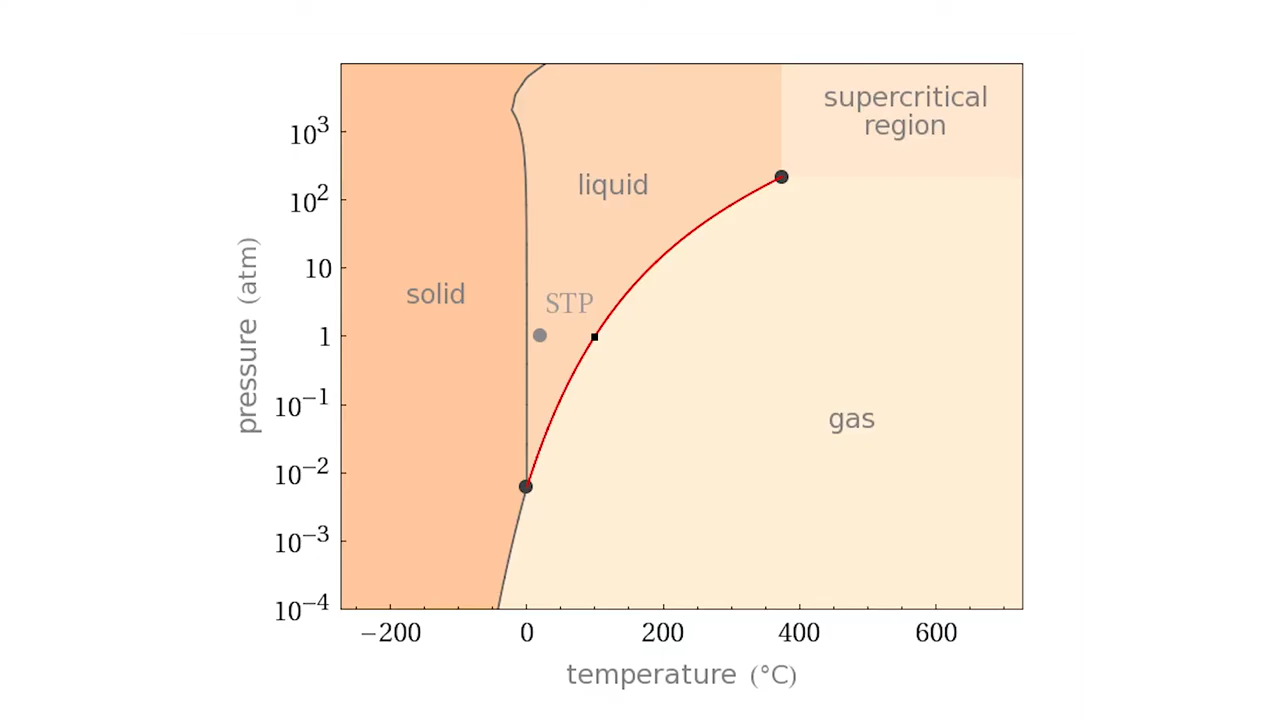 supercritical
region
10³
liquid
10²
10
solid
STP
1
10⁻¹
gas
10⁻²
10⁻³
10⁻⁴
−200 0 200 400 600
pressure (atm)
temperature (°C)